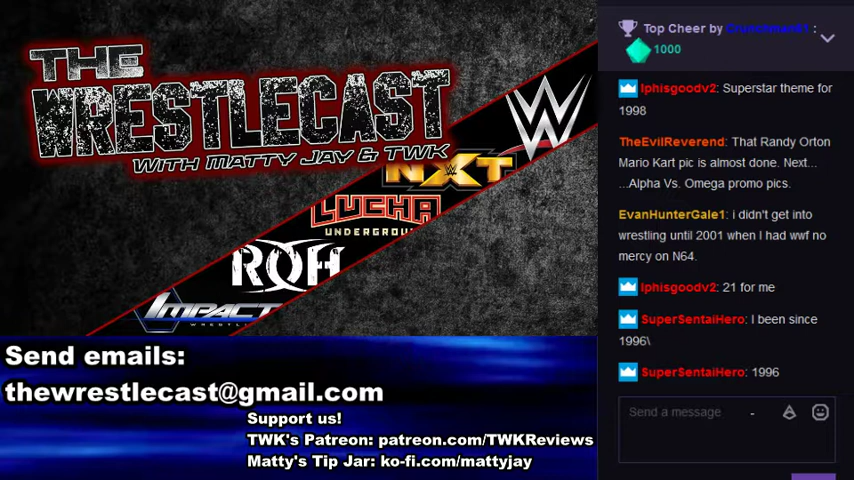 THE
WRESTLECAST
WITH MATTY JAY & TWK
W
NXT
LUCHA
UNDERGROU
ROH
IMPACT
WRESTL
Send emails:
thewrestlecast@gmail.com
Support us!
TWK's Patreon: patreon.com/TWKReviews
Matty's Tip Jar: ko-fi.com/mattyjay
Top Cheer by :
1000
Iphisgoodv2: Superstar theme for
1998
TheEvilReverend: That Randy Orton
Mario Kart pic is almost done. Next...
...Alpha Vs. Omega promo pics.
EvanHunterGale1: i didn't get into
wrestling until 2001 when I had wwf no
mercy on N64.
Iphisgoodv2: 21 for me
SuperSentaiHero: I been since
1996\
SuperSentaiHero: 1996
Send a message